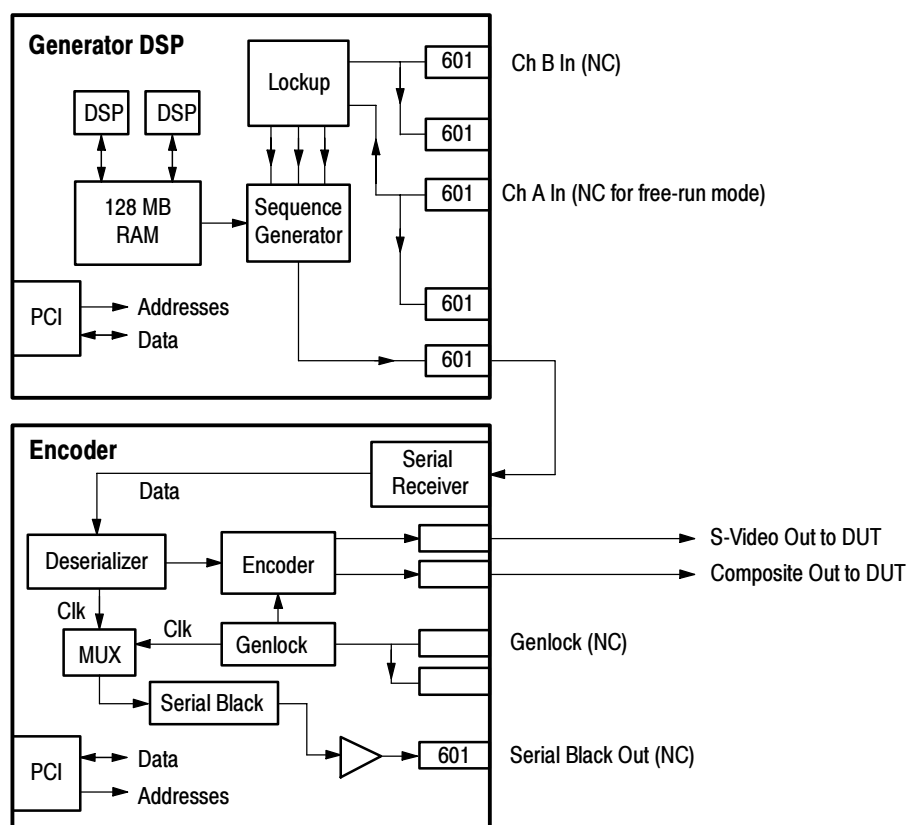 Generator DSP
601
Ch B In (NC)
Lockup
DSP
DSP
601
601
Ch A In (NC for free-run mode)
128 MB
RAM
Sequence
Generator
601
PCI
Addresses
Data
601
Encoder
Serial
Receiver
Data
S-Video Out to DUT
Deserializer
Encoder
Composite Out to DUT
Clk
Clk
MUX
Genlock
Genlock (NC)
Serial Black
601
Serial Black Out (NC)
PCI
Data
Addresses